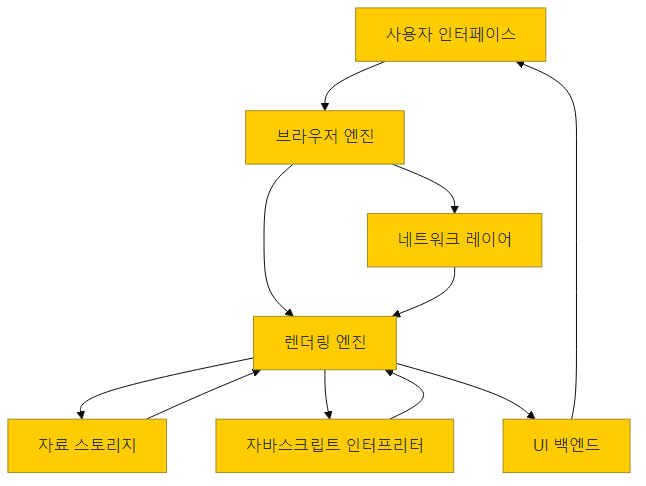 사용자 인터페이스
브라우저 엔진
네트워크 레이어
렌더링 엔진
자료 스토리지
자바스크립트 인터프리터
UI 백엔드